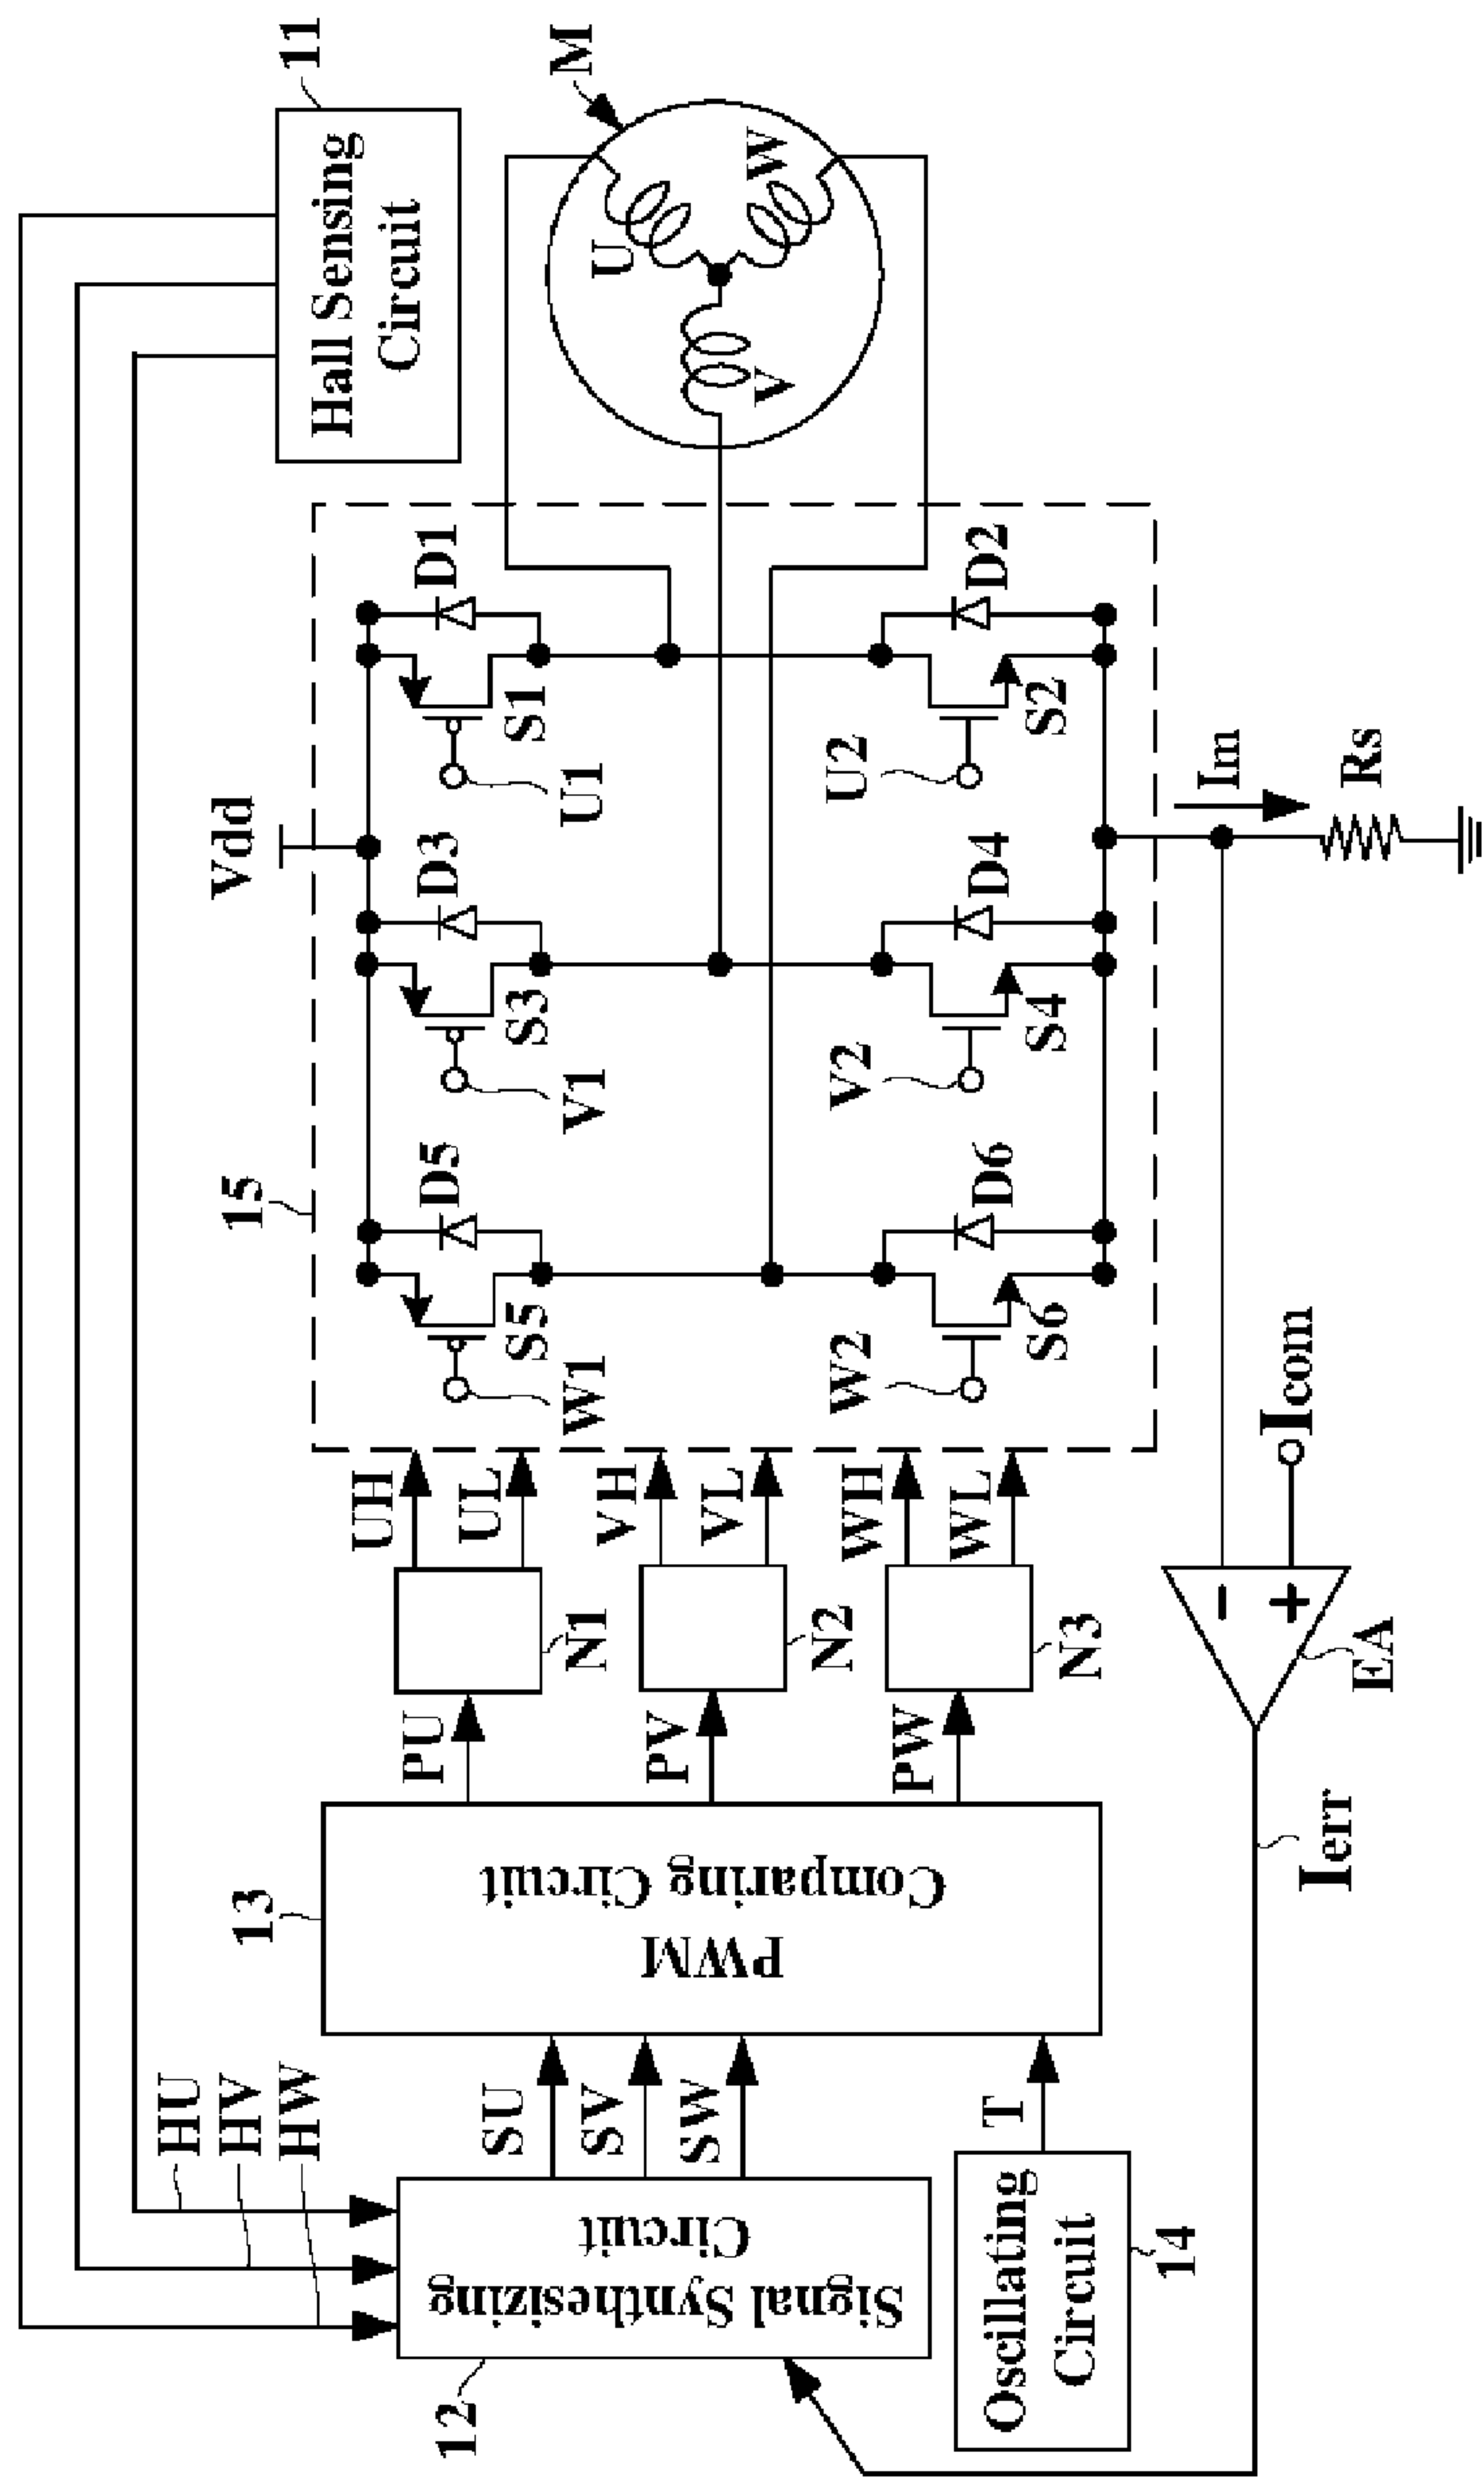 11
Hall Sensing
Circuit
M
U
V
W
Vdd
15
D1
D3
D5
S1
S3
S5
U1
V1
W1
U2
V2
W2
D2
D4
D6
S2
S4
S6
Im
Rs
UH
UL
VH
VL
WH
WL
N1
N2
N3
PU
PV
PW
13
PWM
Comparing Circuit
HU
HV
HW
SU
SV
SW
T
12
Signal Synthesizing
Circuit
Oscillating
Circuit
14
Icom
−
+
EA
Ierr